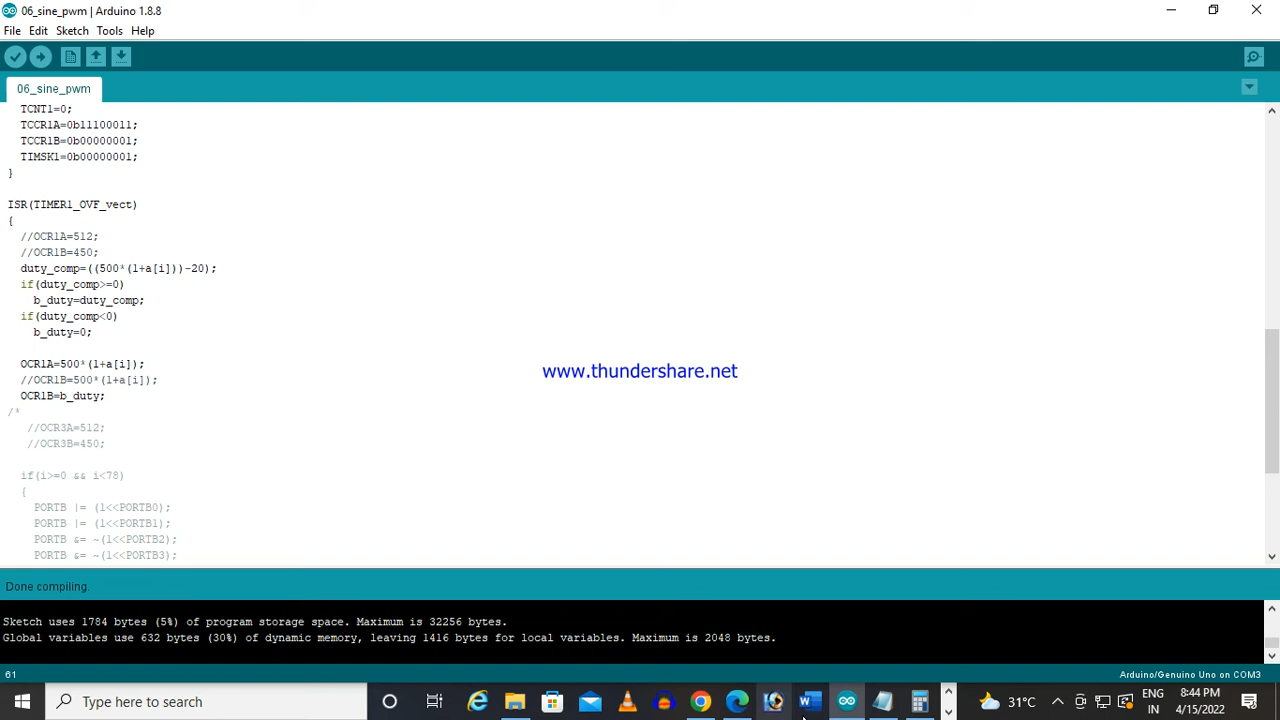 06_sine_pwm | Arduino 1.8.8
File Edit Sketch Tools Help
06_sine_pwm
TCNT1=0;
TCCR1A=0b11100011;
TCCR1B=0b00000001;
TIMSK1=0b00000001;
}
ISR(TIMER1_OVF_vect)
{
//OCR1A=512;
//OCR1B=450;
duty_comp=((500*(1+a[i]))-20);
if(duty_comp>=0)
b_duty=duty_comp;
if(duty_comp<0)
b_duty=0;
OCR1A=500*(1+a[i]);
//OCR1B=500*(1+a[i]);
OCR1B=b_duty;
/*
//OCR3A=512;
//OCR3B=450;
if(i>=0 && i<78)
{
PORTB |= (1<<PORTB0);
PORTB |= (1<<PORTB1);
PORTB &= ~(1<<PORTB2);
PORTB &= ~(1<<PORTB3);
www.thundershare.net
Done compiling.
Sketch uses 1784 bytes (5%) of program storage space. Maximum is 32256 bytes.
Global variables use 632 bytes (30%) of dynamic memory, leaving 1416 bytes for local variables. Maximum is 2048 bytes.
61 Arduino/Genuino Uno on COM3
Type here to search 31°C ENG IN 8:44 PM 4/15/2022